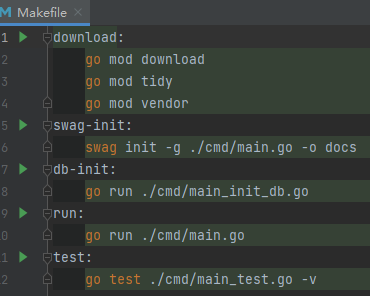 Makefile
1 download:
2 go mod download
3 go mod tidy
4 go mod vendor
5 swag-init:
6 swag init -g ./cmd/main.go -o docs
7 db-init:
8 go run ./cmd/main_init_db.go
9 run:
0 go run ./cmd/main.go
1 test:
2 go test ./cmd/main_test.go -v